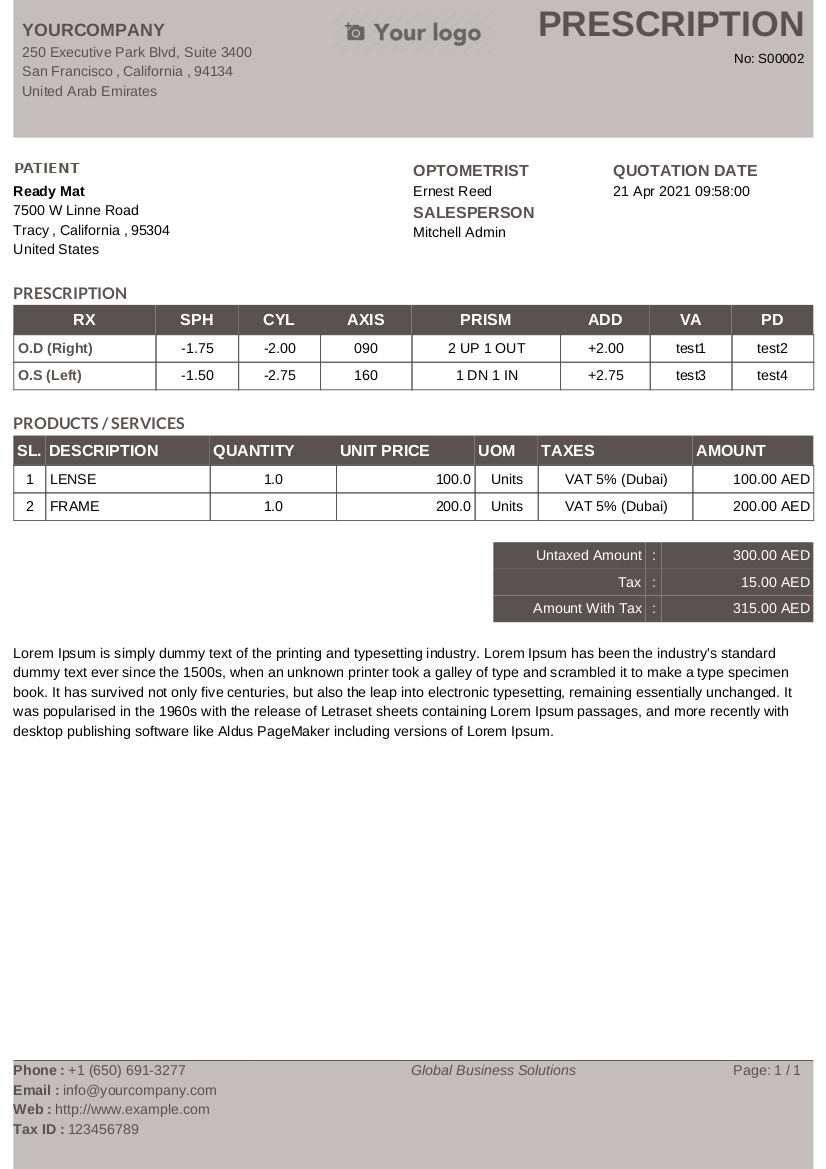 YOURCOMPANY
250 Executive Park Blvd, Suite 3400
San Francisco , California , 94134
United Arab Emirates
Your logo
PRESCRIPTION
No: S00002
PATIENT
Ready Mat
7500 W Linne Road
Tracy , California , 95304
United States
OPTOMETRIST
Ernest Reed
SALESPERSON
Mitchell Admin
QUOTATION DATE
21 Apr 2021 09:58:00
PRESCRIPTION
RX SPH CYL AXIS PRISM ADD VA PD
O.D (Right) -1.75 -2.00 090 2 UP 1 OUT +2.00 test1 test2
O.S (Left) -1.50 -2.75 160 1 DN 1 IN +2.75 test3 test4
PRODUCTS / SERVICES
SL. DESCRIPTION QUANTITY UNIT PRICE UOM TAXES AMOUNT
1 LENSE 1.0 100.0 Units VAT 5% (Dubai) 100.00 AED
2 FRAME 1.0 200.0 Units VAT 5% (Dubai) 200.00 AED
Untaxed Amount : 300.00 AED
Tax : 15.00 AED
Amount With Tax : 315.00 AED
Lorem Ipsum is simply dummy text of the printing and typesetting industry. Lorem Ipsum has been the industry's standard
dummy text ever since the 1500s, when an unknown printer took a galley of type and scrambled it to make a type specimen
book. It has survived not only five centuries, but also the leap into electronic typesetting, remaining essentially unchanged. It
was popularised in the 1960s with the release of Letraset sheets containing Lorem Ipsum passages, and more recently with
desktop publishing software like Aldus PageMaker including versions of Lorem Ipsum.
Phone : +1 (650) 691-3277
Email : info@yourcompany.com
Web : http://www.example.com
Tax ID : 123456789
Global Business Solutions
Page: 1 / 1